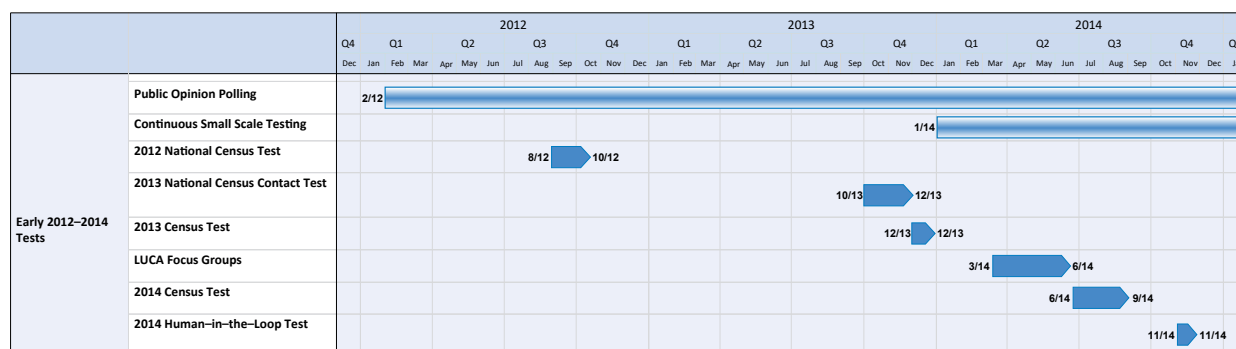 2012 2013 2014
Q4 Q1 Q2 Q3 Q4 Q1 Q2 Q3 Q4 Q1 Q2 Q3 Q4
Dec Jan Feb Mar Apr May Jun Jul Aug Sep Oct Nov Dec Jan Feb Mar Apr May Jun Jul Aug Sep Oct Nov Dec Jan Feb Mar Apr May Jun Jul Aug Sep Oct Nov Dec
Early 2012–2014
Tests
Public Opinion Polling 2/12
Continuous Small Scale Testing 1/14
2012 National Census Test 8/12 10/12
2013 National Census Contact Test 10/13 12/13
2013 Census Test 12/13 12/13
LUCA Focus Groups 3/14 6/14
2014 Census Test 6/14 9/14
2014 Human–in–the–Loop Test 11/14 11/14